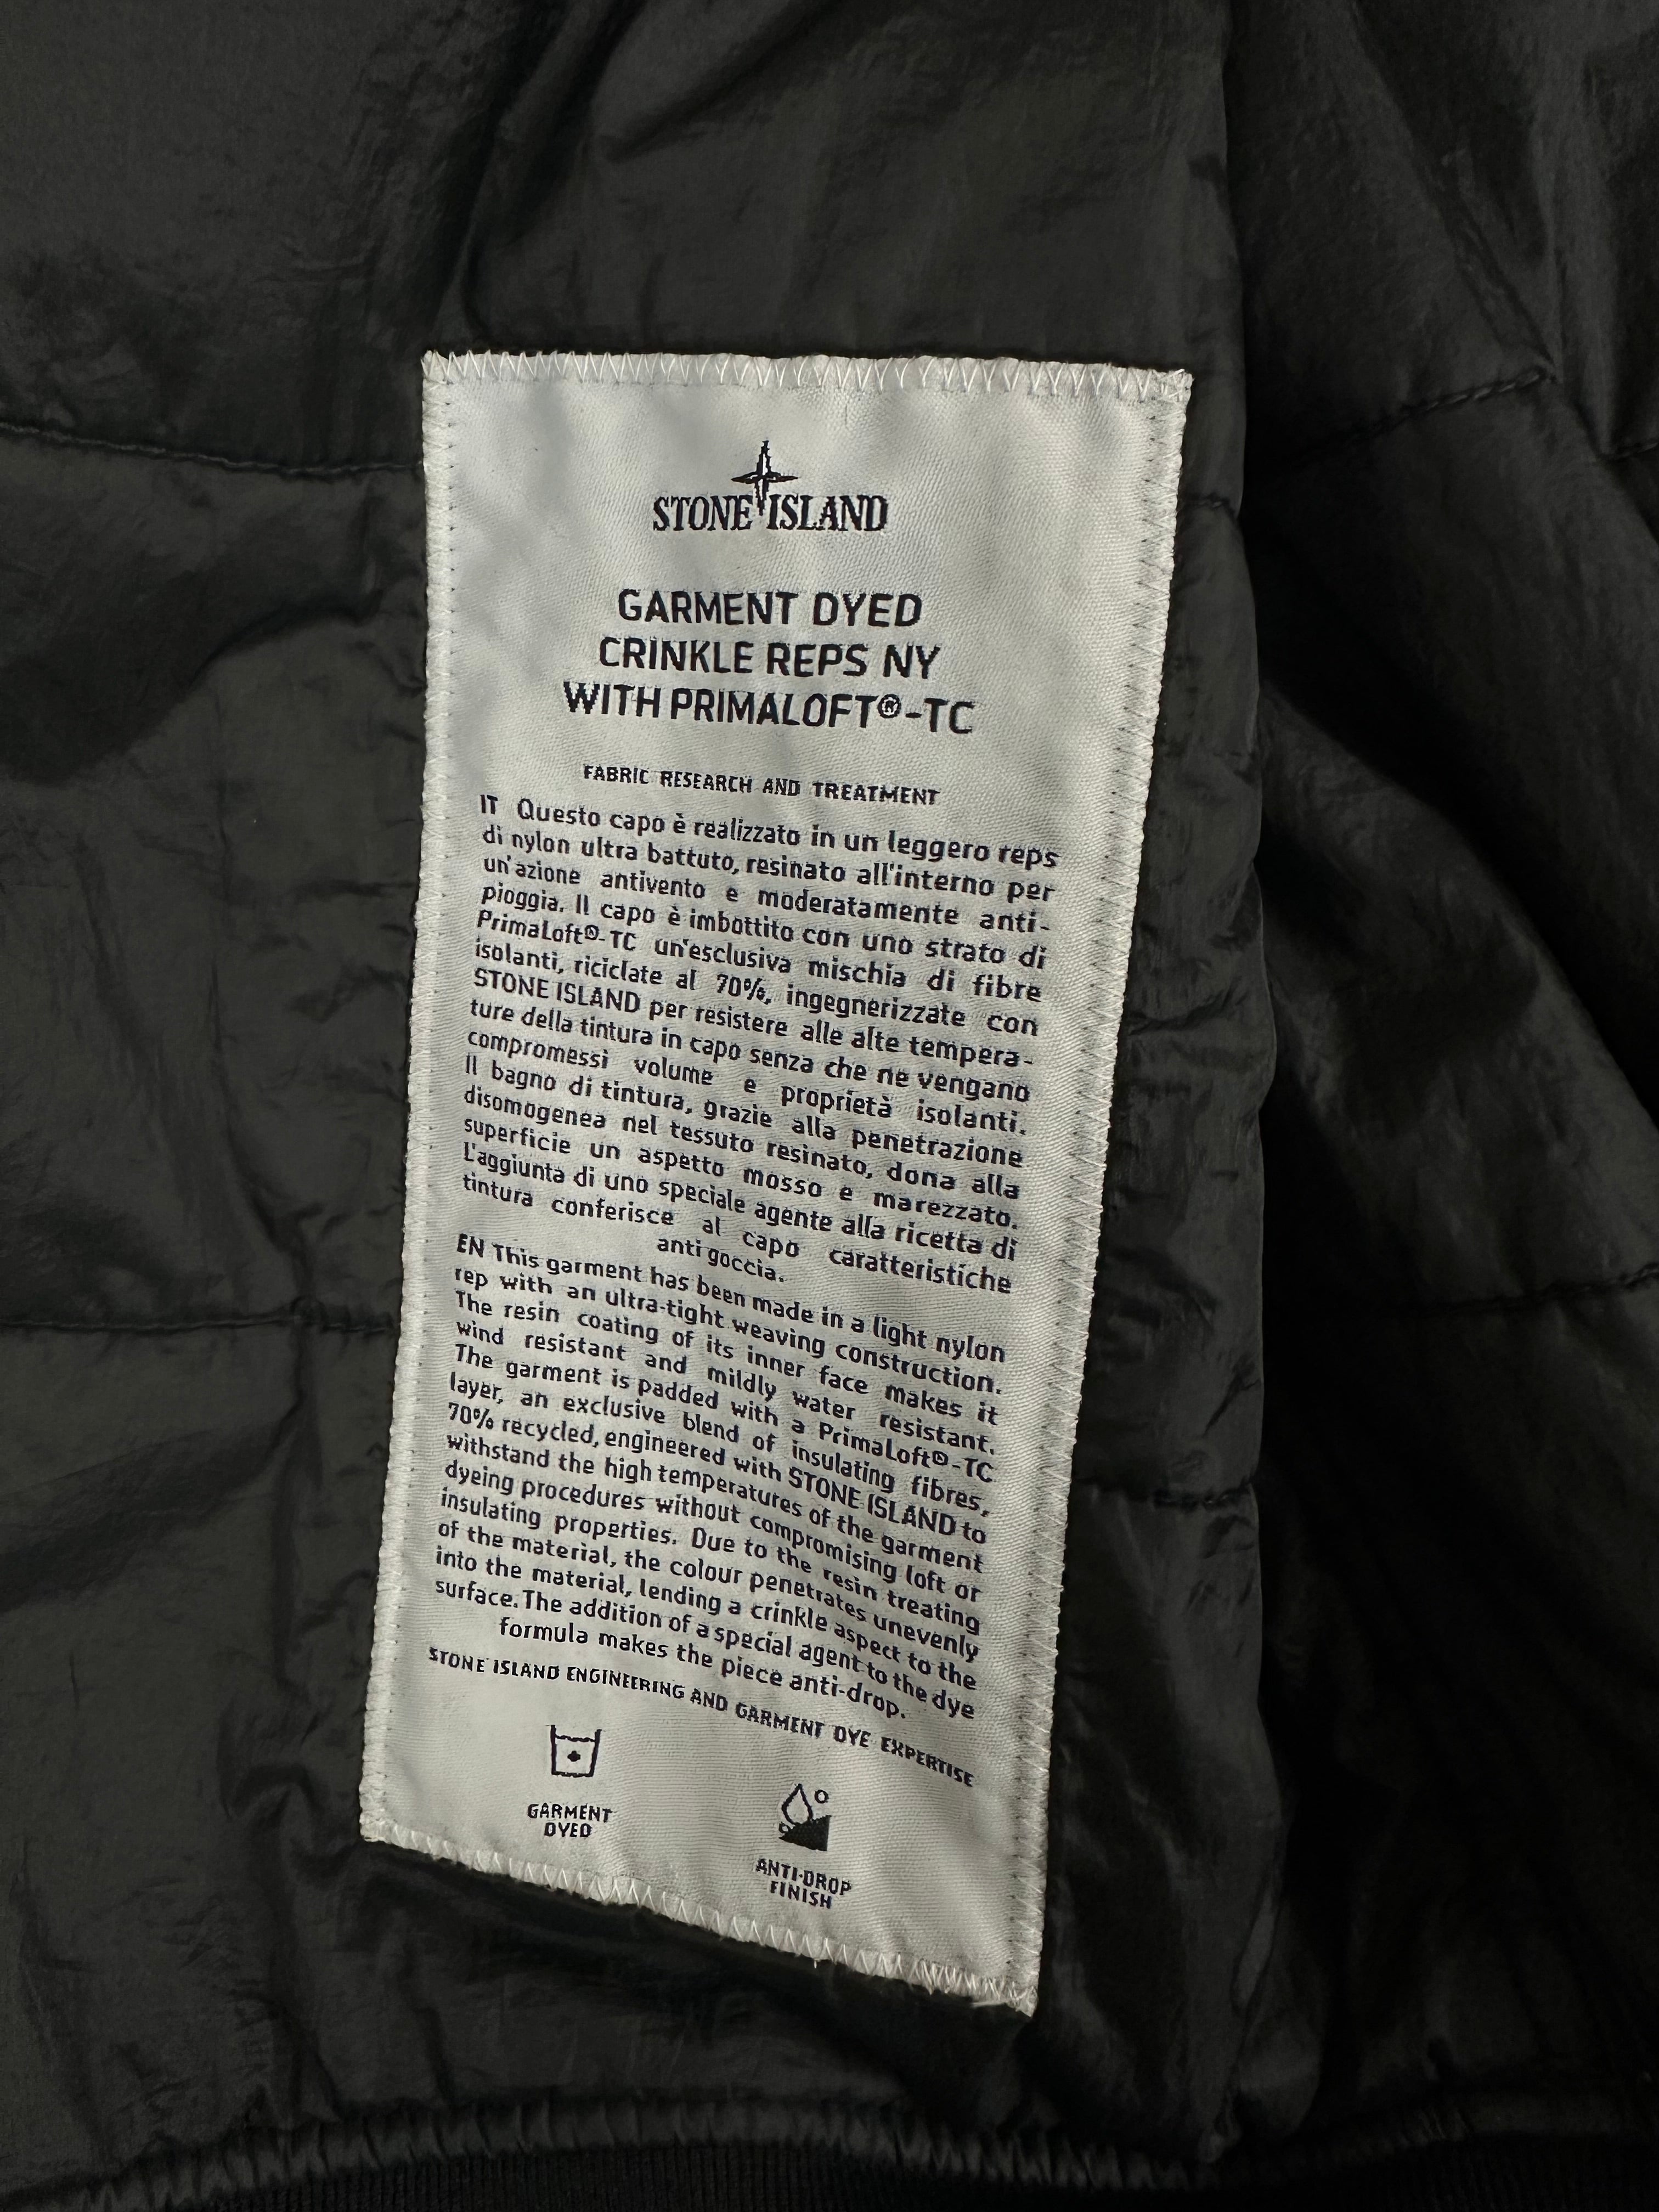 STONE ISLAND
GARMENT DYED
CRINKLE REPS NY
WITH PRIMALOFT®-TC
FABRIC RESEARCH AND TREATMENT
IT Questo capo è realizzato in un leggero reps
di nylon ultra battuto, resinato all'interno per
un'azione antivento e moderatamente anti-
pioggia. Il capo è imbottito con uno strato di
PrimaLoft®-TC un'esclusiva mischia di fibre
isolanti, riciclate al 70%, ingegnerizzate con
STONE ISLAND per resistere alle alte tempera-
ture della tintura in capo senza che ne vengano
compromessi volume e proprietà isolanti.
Il bagno di tintura, grazie alla penetrazione
disomogenea nel tessuto resinato, dona alla
superficie un aspetto mosso e marezzato.
L'aggiunta di uno speciale agente alla ricetta di
tintura conferisce al capo caratteristiche
anti goccia.
EN This garment has been made in a light nylon
rep with an ultra-tight weaving construction.
The resin coating of its inner face makes it
wind resistant and mildly water resistant.
The garment is padded with a PrimaLoft®-TC
layer, an exclusive blend of insulating fibres,
70% recycled, engineered with STONE ISLAND to
withstand the high temperatures of the garment
dyeing procedures without compromising loft or
insulating properties. Due to the resin treating
of the material, the colour penetrates unevenly
into the material, lending a crinkle aspect to the
surface. The addition of a special agent to the dye
formula makes the piece anti-drop.
STONE ISLAND ENGINEERING AND GARMENT DYE EXPERTISE
GARMENT
DYED
ANTI-DROP
FINISH